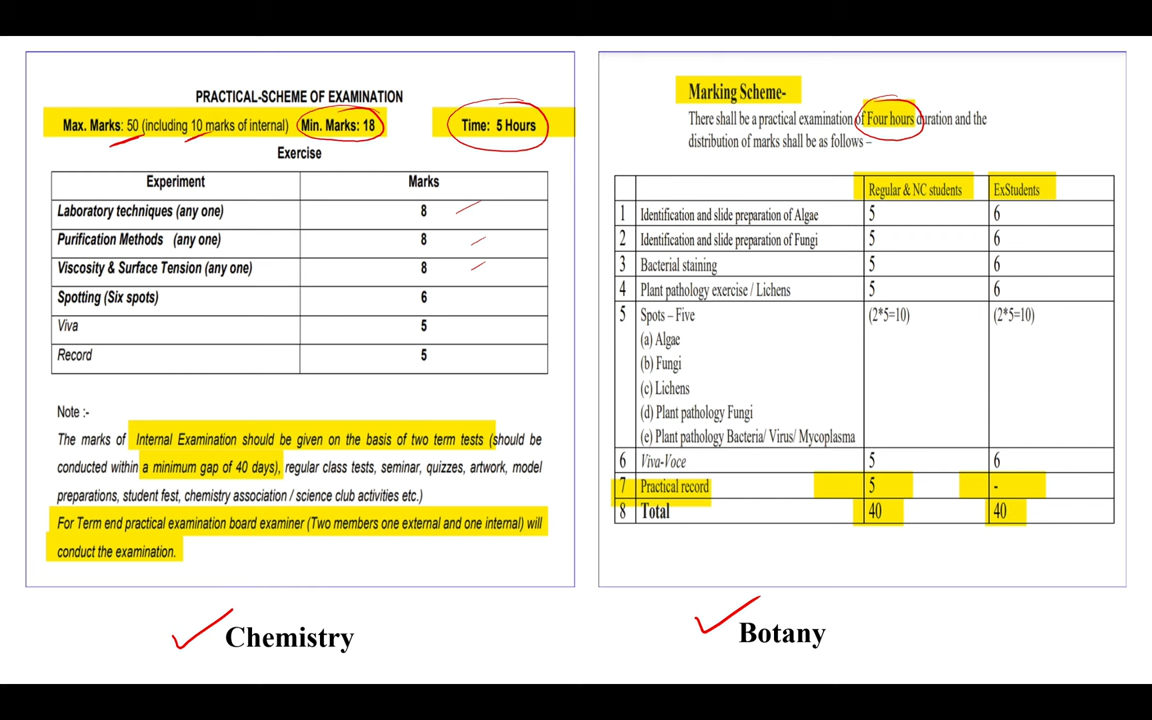 PRACTICAL-SCHEME OF EXAMINATION
Max. Marks: 50 (including 10 marks of internal) Min. Marks: 18 Time: 5 Hours
Exercise
Experiment Marks
Laboratory techniques (any one) 8
Purification Methods (any one) 8
Viscosity & Surface Tension (any one) 8
Spotting (Six spots) 6
Viva 5
Record 5
Note :-
The marks of Internal Examination should be given on the basis of two term tests (should be
conducted within a minimum gap of 40 days), regular class tests, seminar, quizzes, artwork, model
preparations, student fest, chemistry association / science club activities etc.)
For Term end practical examination board examiner (Two members one external and one internal) will
conduct the examination.
Chemistry
Marking Scheme-
There shall be a practical examination of Four hours duration and the
distribution of marks shall be as follows –
Regular & NC students ExStudents
1 Identification and slide preparation of Algae 5 6
2 Identification and slide preparation of Fungi 5 6
3 Bacterial staining 5 6
4 Plant pathology exercise / Lichens 5 6
5 Spots – Five (2*5=10) (2*5=10)
(a) Algae
(b) Fungi
(c) Lichens
(d) Plant pathology Fungi
(e) Plant pathology Bacteria/ Virus/ Mycoplasma
6 Viva-Voce 5 6
7 Practical record 5 -
8 Total 40 40
Botany